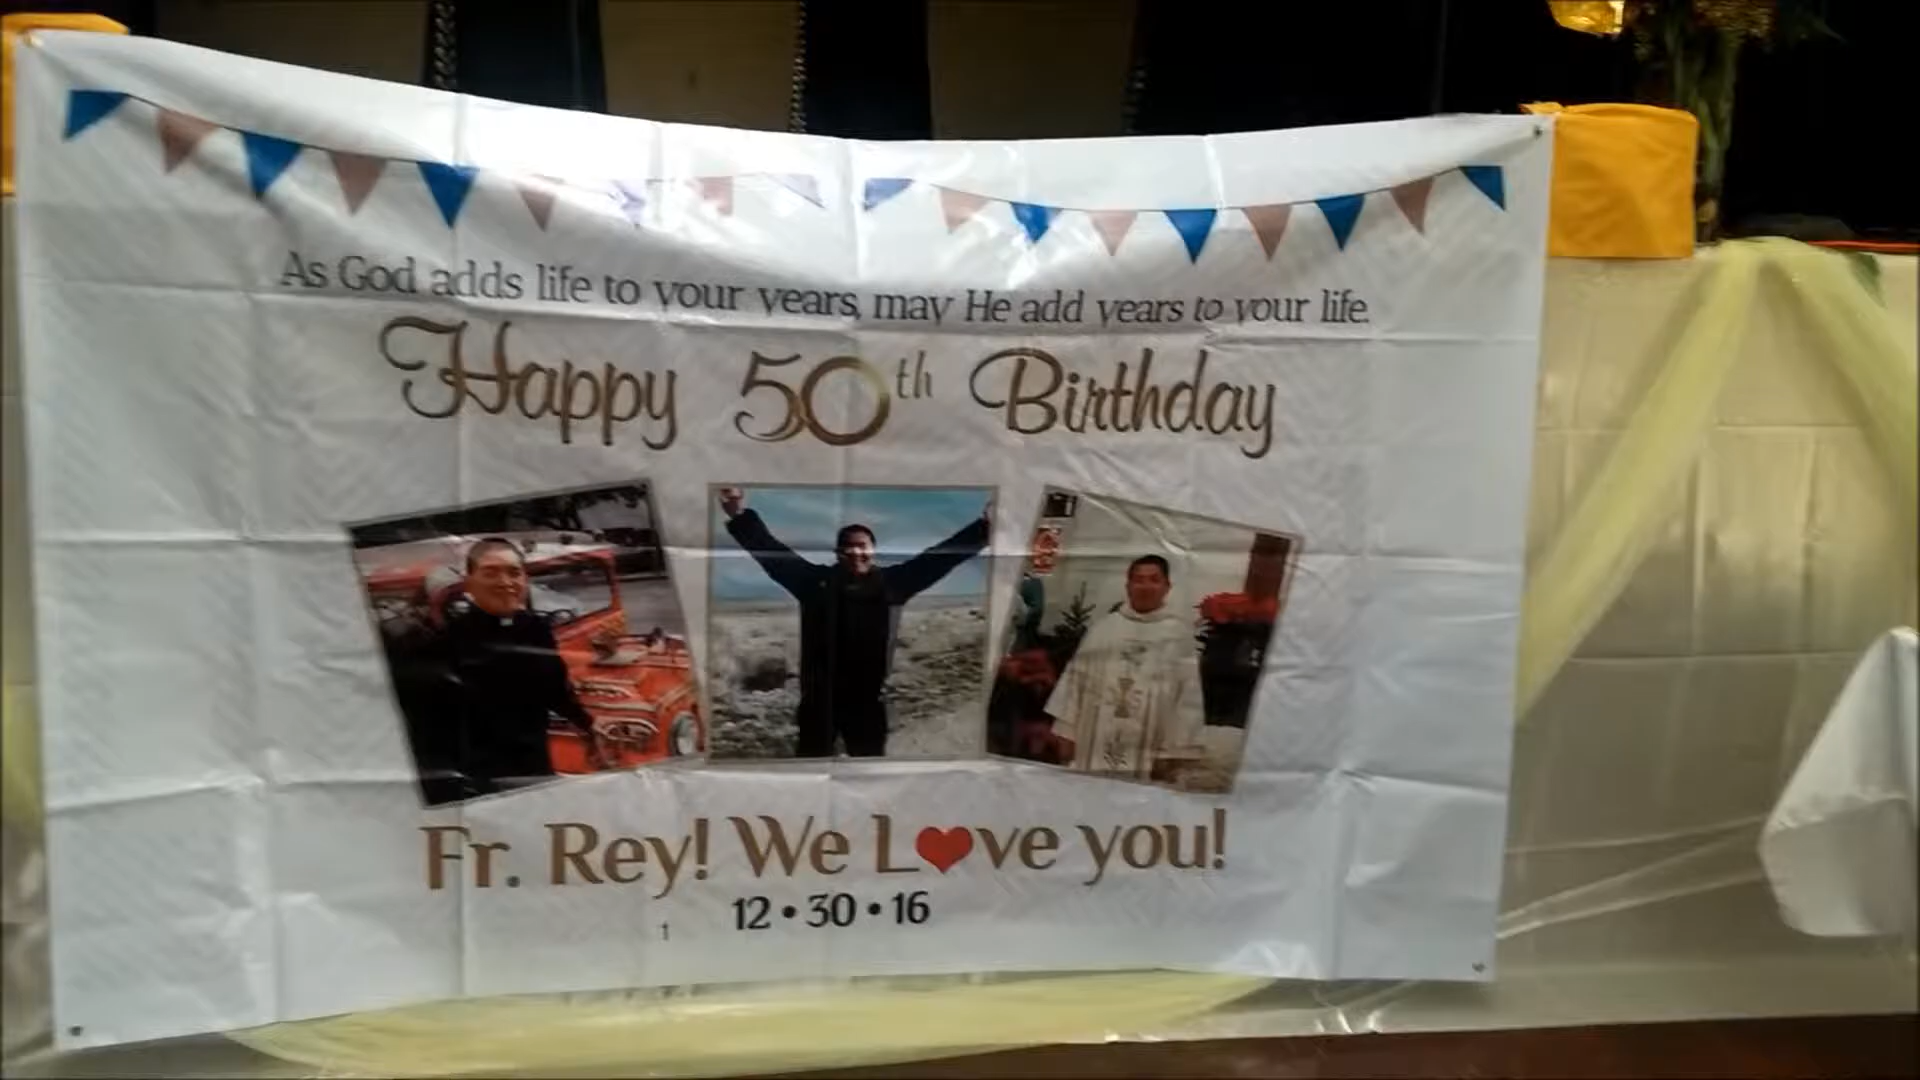 As God adds life to your years, may He add years to your life.
Happy 50th Birthday
Fr. Rey! We L❤ve you!
12 • 30 • 16